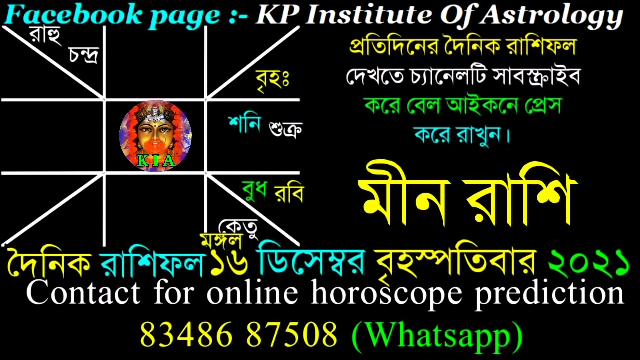 Facebook page :- KP Institute Of Astrology
রাহু
চন্দ্র
বৃহঃ
শনি শুক্র
KIA
বুধ রবি
কেতু
মঙ্গল
প্রতিদিনের দৈনিক রাশিফল
দেখতে চ্যানেলটি সাবস্ক্রাইব
করে বেল আইকনে প্রেস
করে রাখুন।
মীন রাশি
দৈনিক রাশিফল ১৬ ডিসেম্বর বৃহস্পতিবার ২০২১
Contact for online horoscope prediction
83486 87508 (Whatsapp)